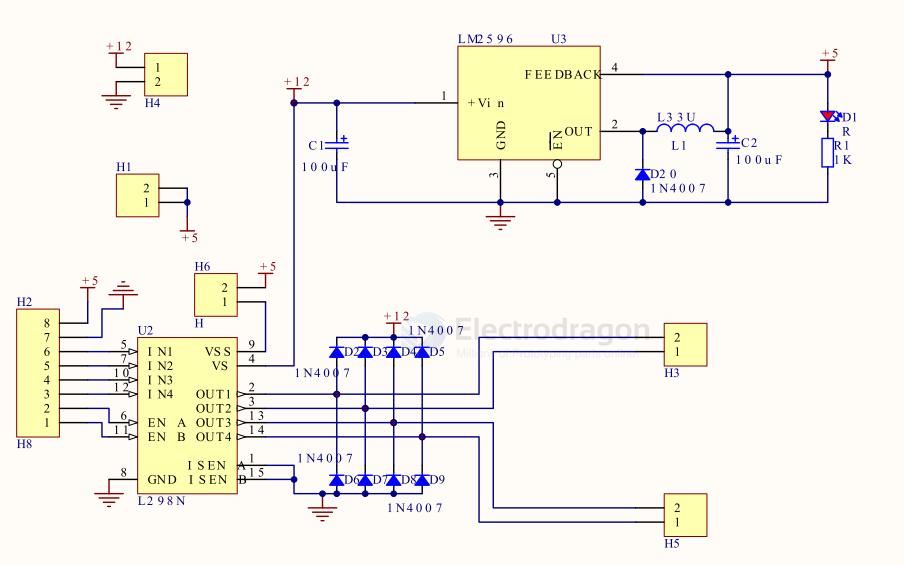 LM2596 U3
+12
1
2
H4
+12
1
+Vin
FEEDBACK
4
+5
GND
EN
OUT
2
L33U
L1
C1
100uF
3
5
D20
1N4007
C2
100uF
D1
R
R1
1K
H1
2
1
+5
H6
2
1
H
+5
+5
H2
8
7
6
5
4
3
2
1
H8
U2
5 IN1
7 IN2
10 IN3
12 IN4
6 EN A
11 EN B
8 GND
VSS 9
VS 4
OUT1 2
OUT2 3
OUT3 13
OUT4 14
ISEN A 1
ISEN B 15
L298N
+12
1N4007
D2 D3 D4 D5
1N4007
1N4007
D6 D7 D8 D9
1N4007
Electrodragon
2
1
H3
2
1
H5